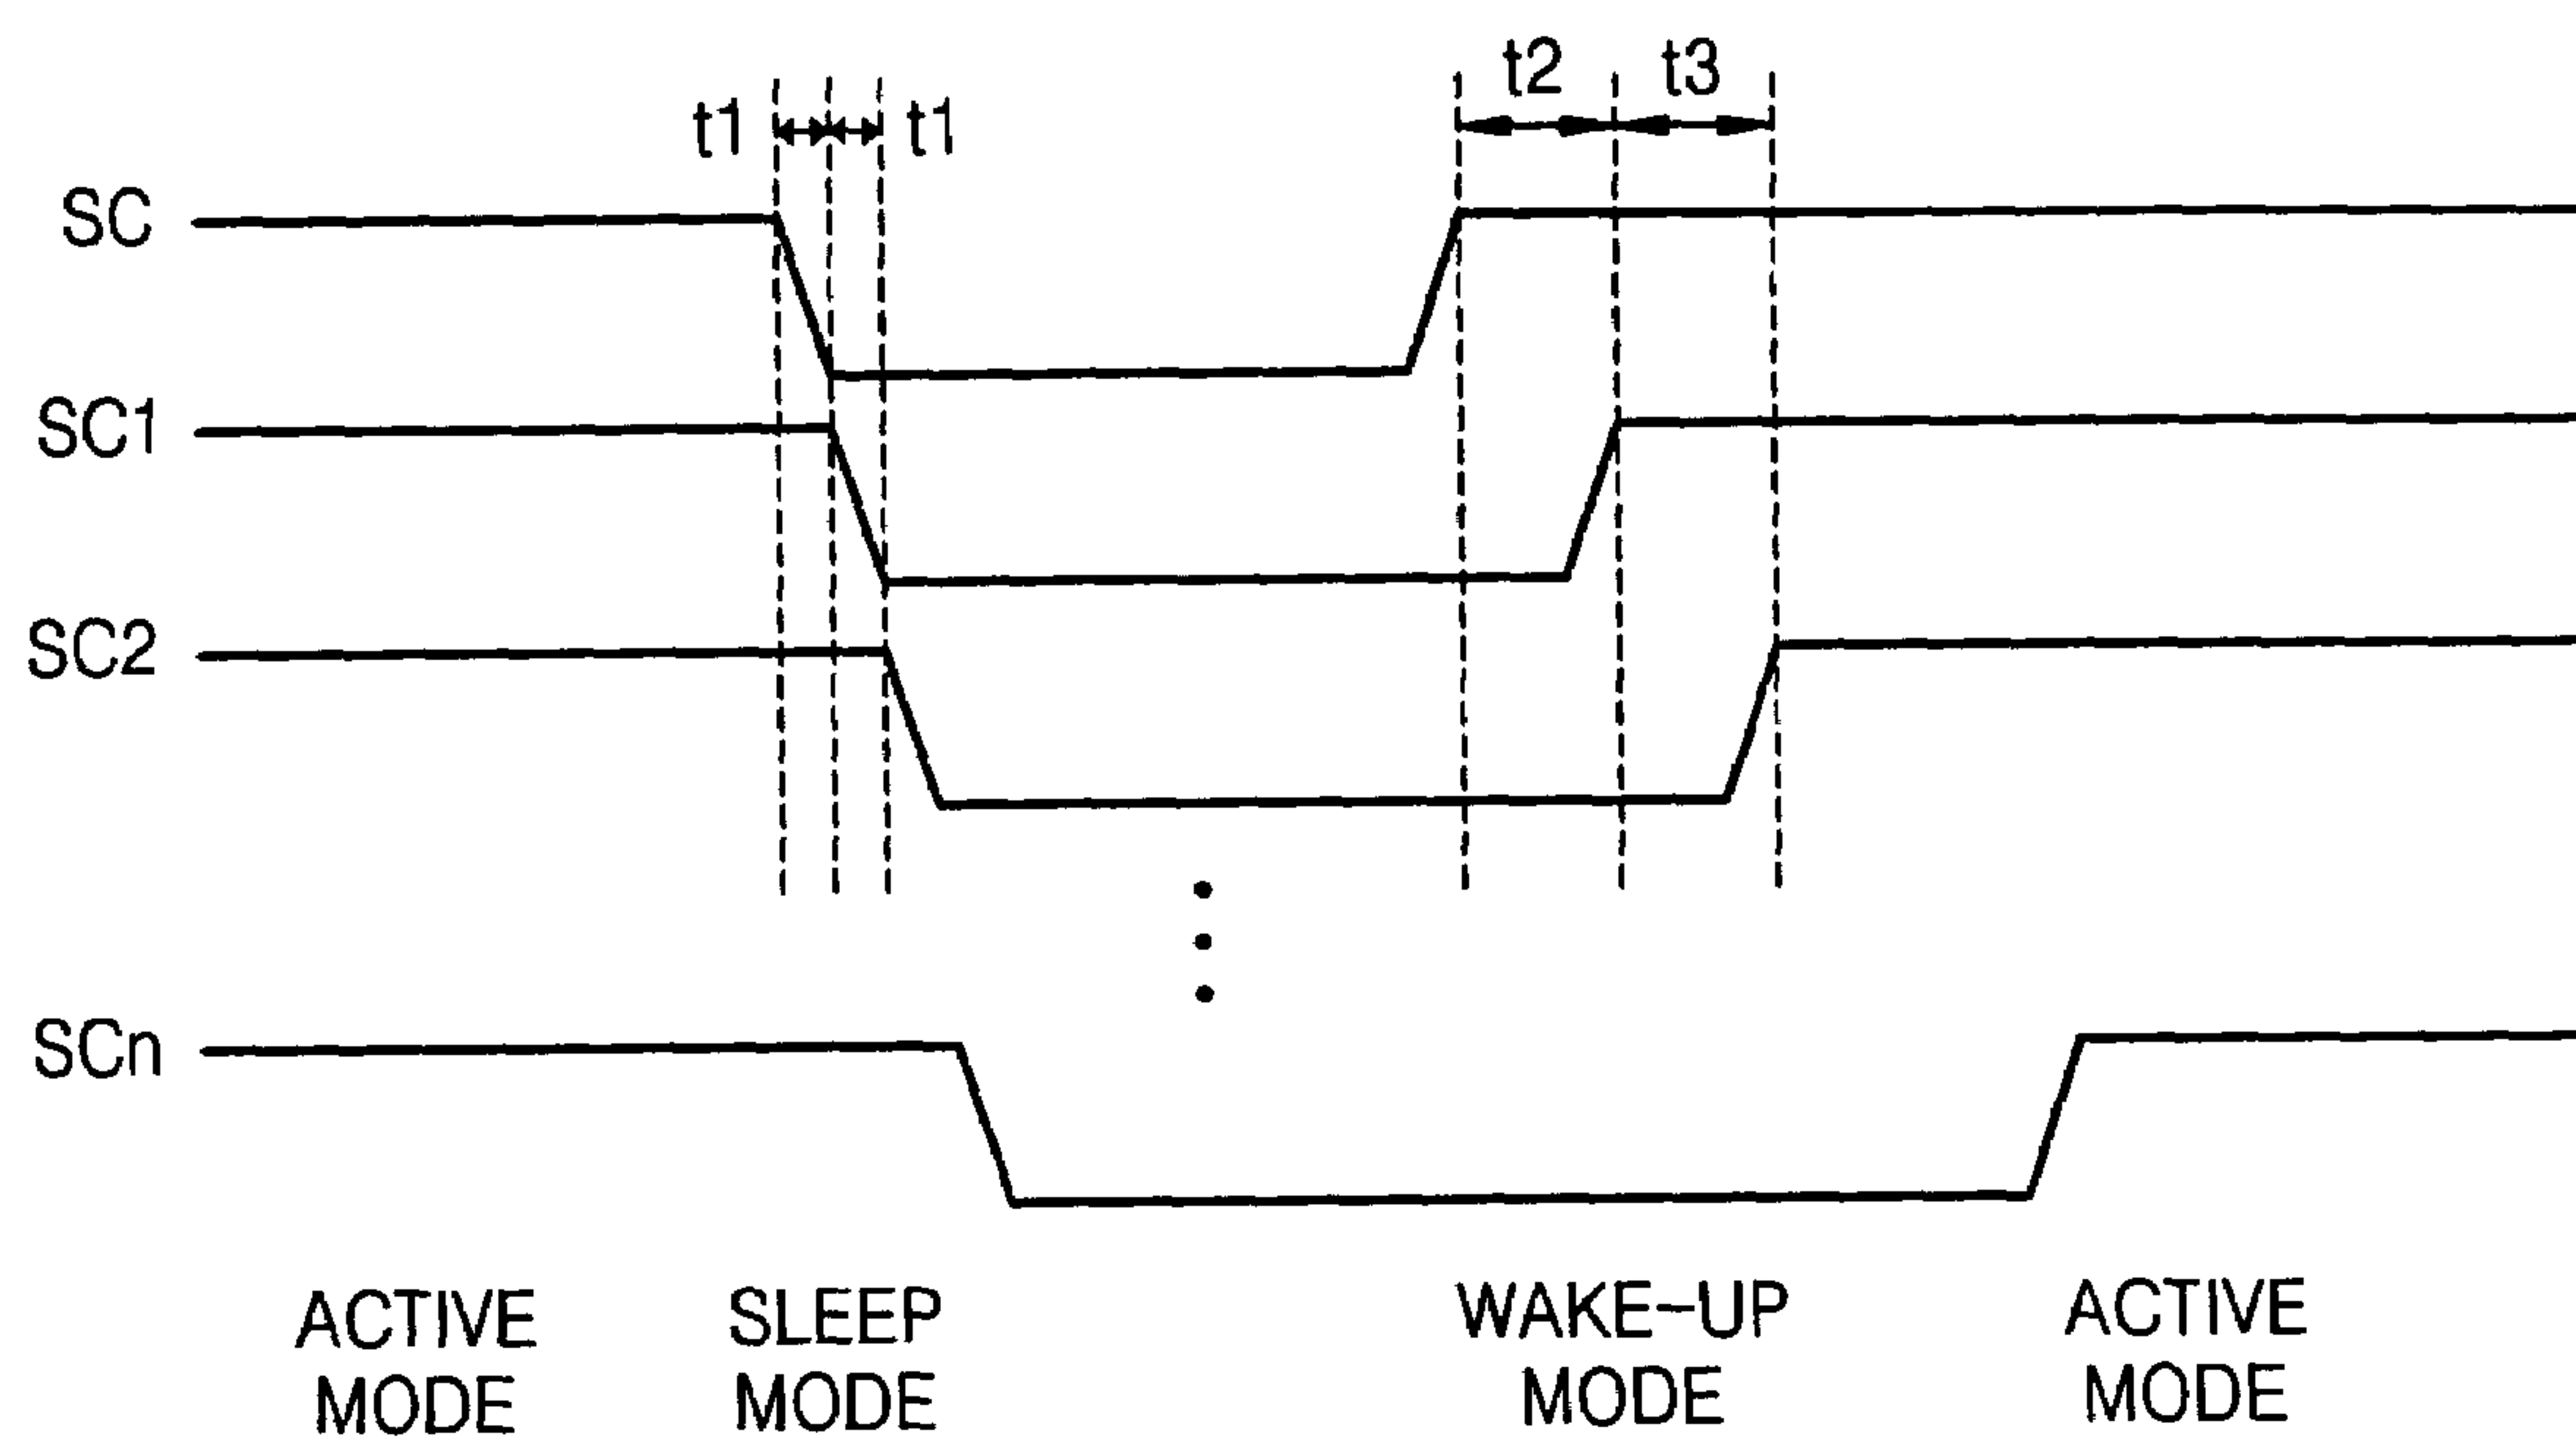 t2 t3
t1 t1
SC
SC1
SC2
SCn
ACTIVE MODE
SLEEP MODE
WAKE-UP MODE
ACTIVE MODE